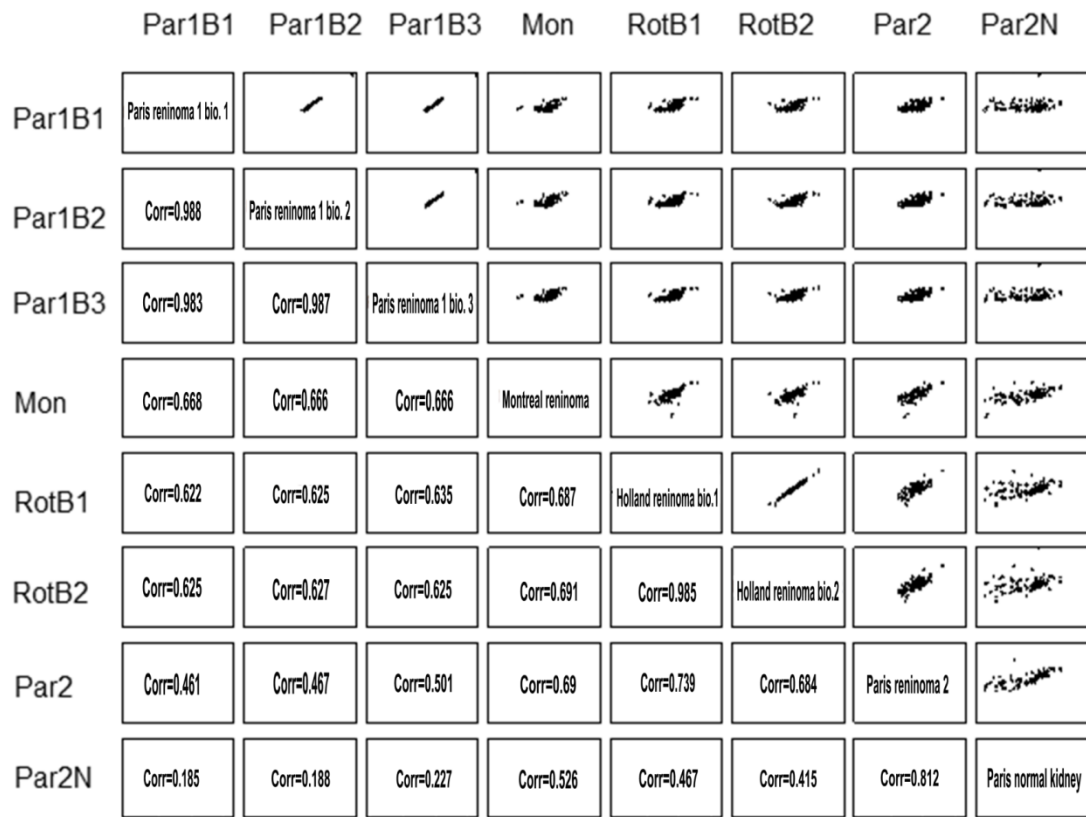 Par1B1 Par1B2 Par1B3 Mon RotB1 RotB2 Par2 Par2N
Par1B1 Paris reninoma 1 bio. 1
Par1B2 Corr=0.988 Paris reninoma 1 bio. 2
Par1B3 Corr=0.983 Corr=0.987 Paris reninoma 1 bio. 3
Mon Corr=0.668 Corr=0.666 Corr=0.666 Montreal reninoma
RotB1 Corr=0.622 Corr=0.625 Corr=0.635 Corr=0.687 Holland reninoma bio.1
RotB2 Corr=0.625 Corr=0.627 Corr=0.625 Corr=0.691 Corr=0.985 Holland reninoma bio.2
Par2 Corr=0.461 Corr=0.467 Corr=0.501 Corr=0.69 Corr=0.739 Corr=0.684 Paris reninoma 2
Par2N Corr=0.185 Corr=0.188 Corr=0.227 Corr=0.526 Corr=0.467 Corr=0.415 Corr=0.812 Paris normal kidney